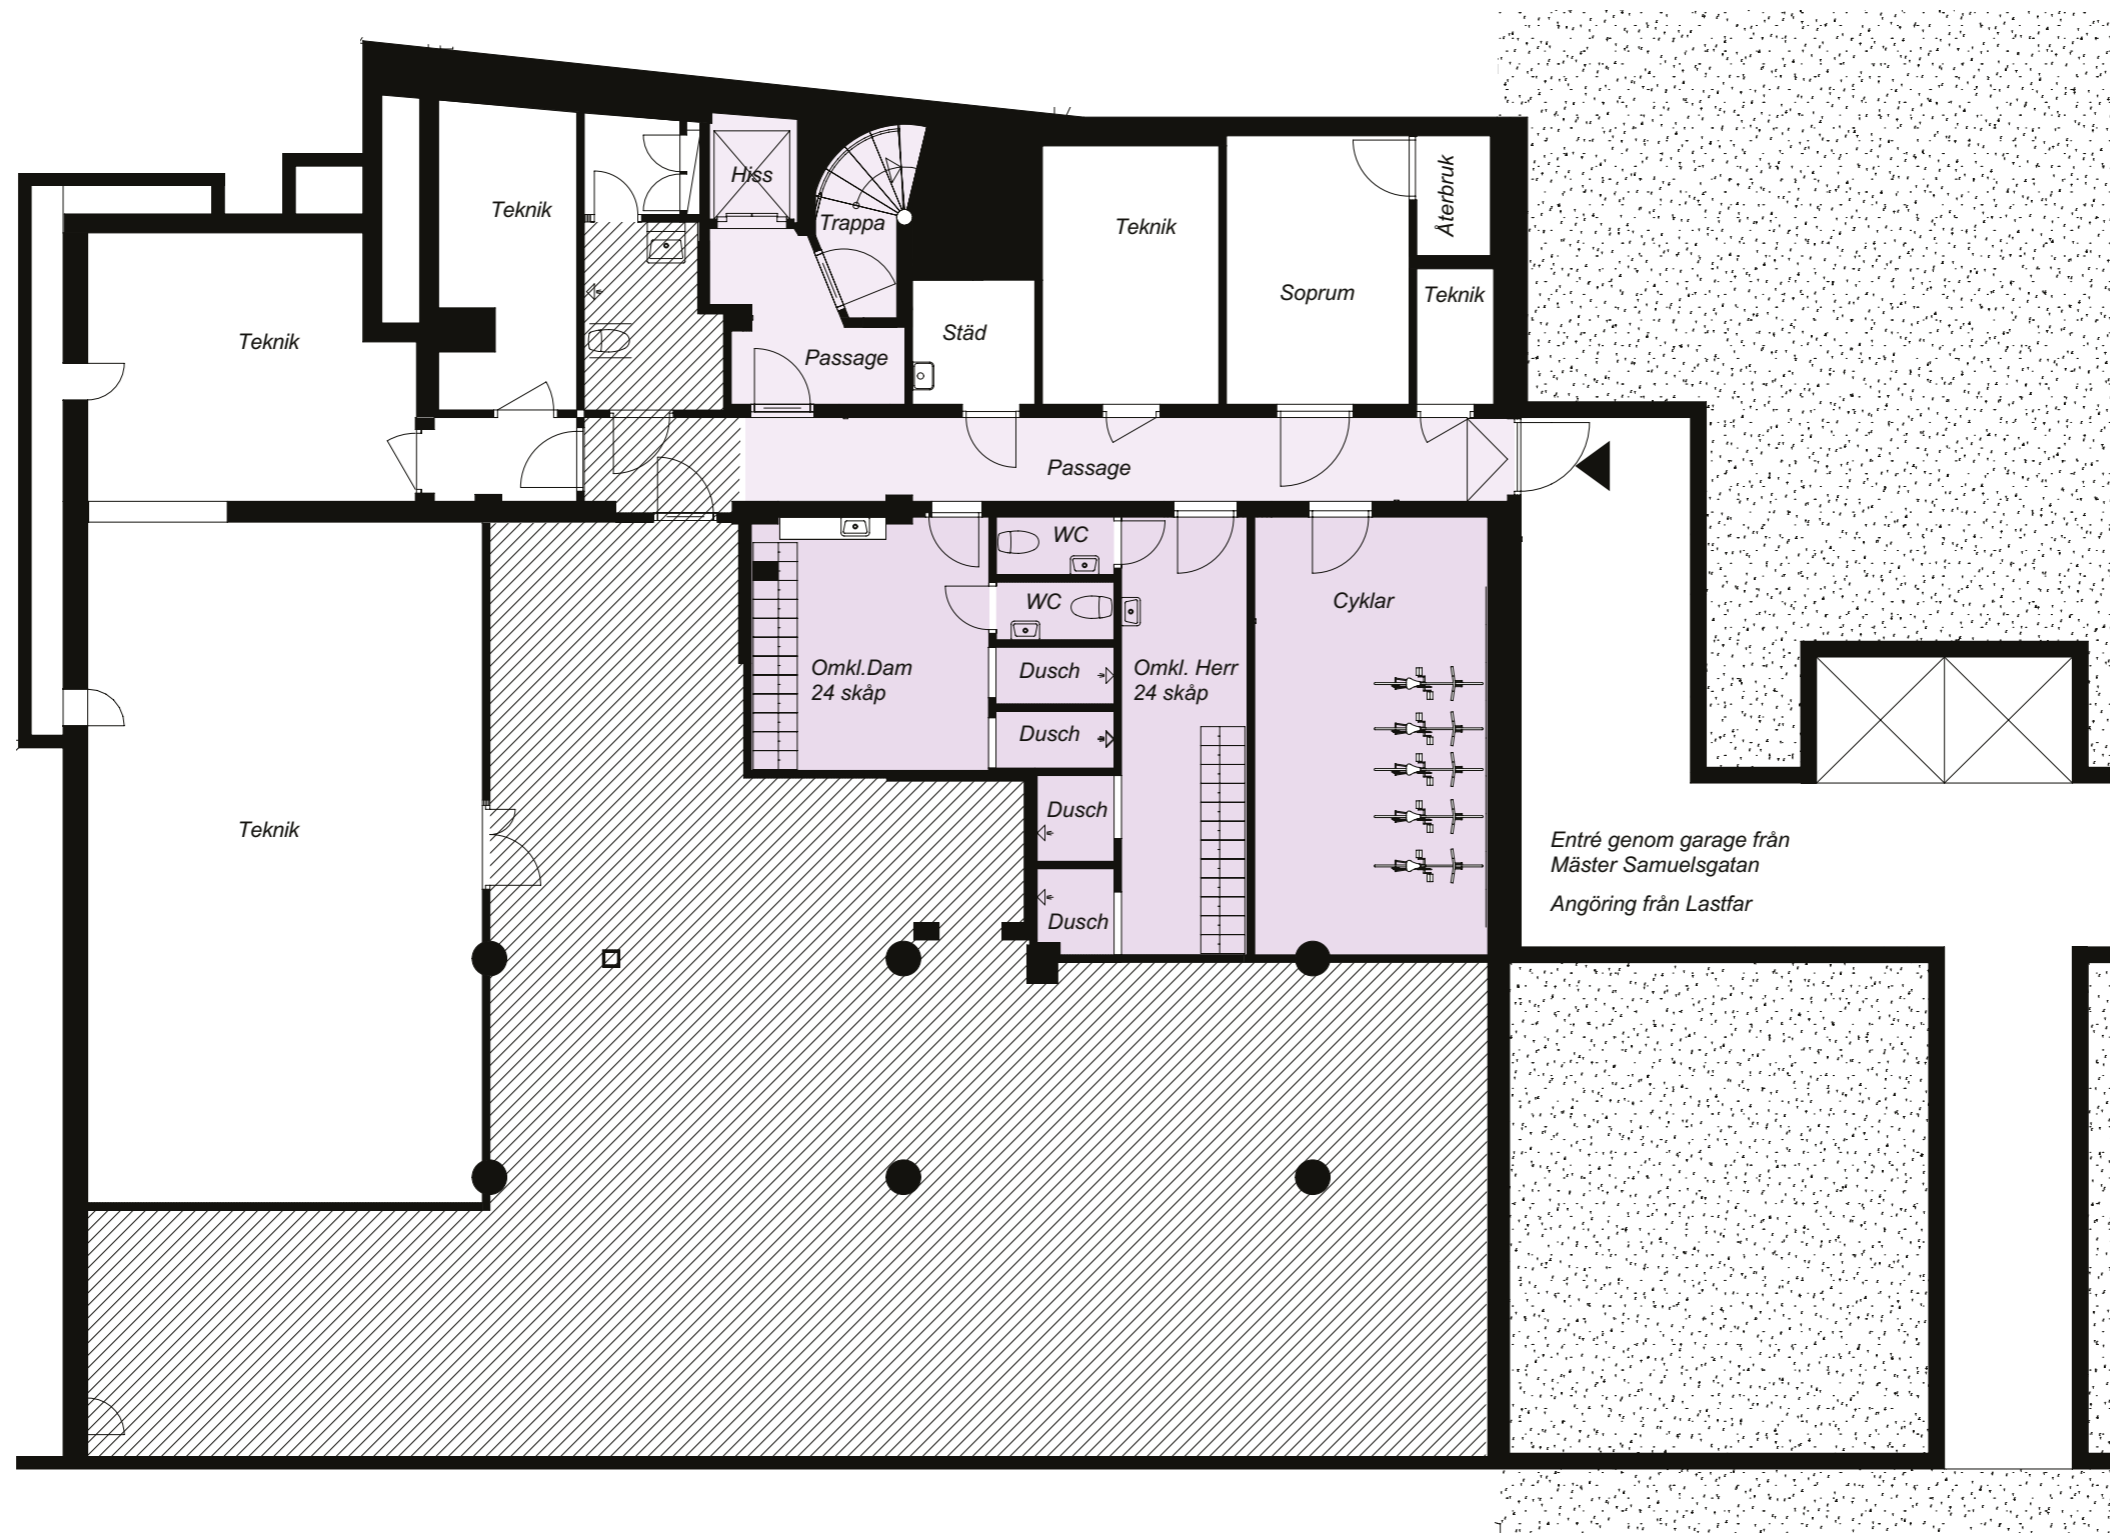 Återbruk
Hiss
Teknik
Trappa
Teknik
Soprum
Teknik
Teknik
Städ
Passage
Passage
WC
WC
Cyklar
Omkl.Dam
24 skåp
Dusch
Omkl. Herr
24 skåp
Dusch
Dusch
Teknik
Dusch
Entré genom garage från
Mäster Samuelsgatan
Angöring från Lastfar